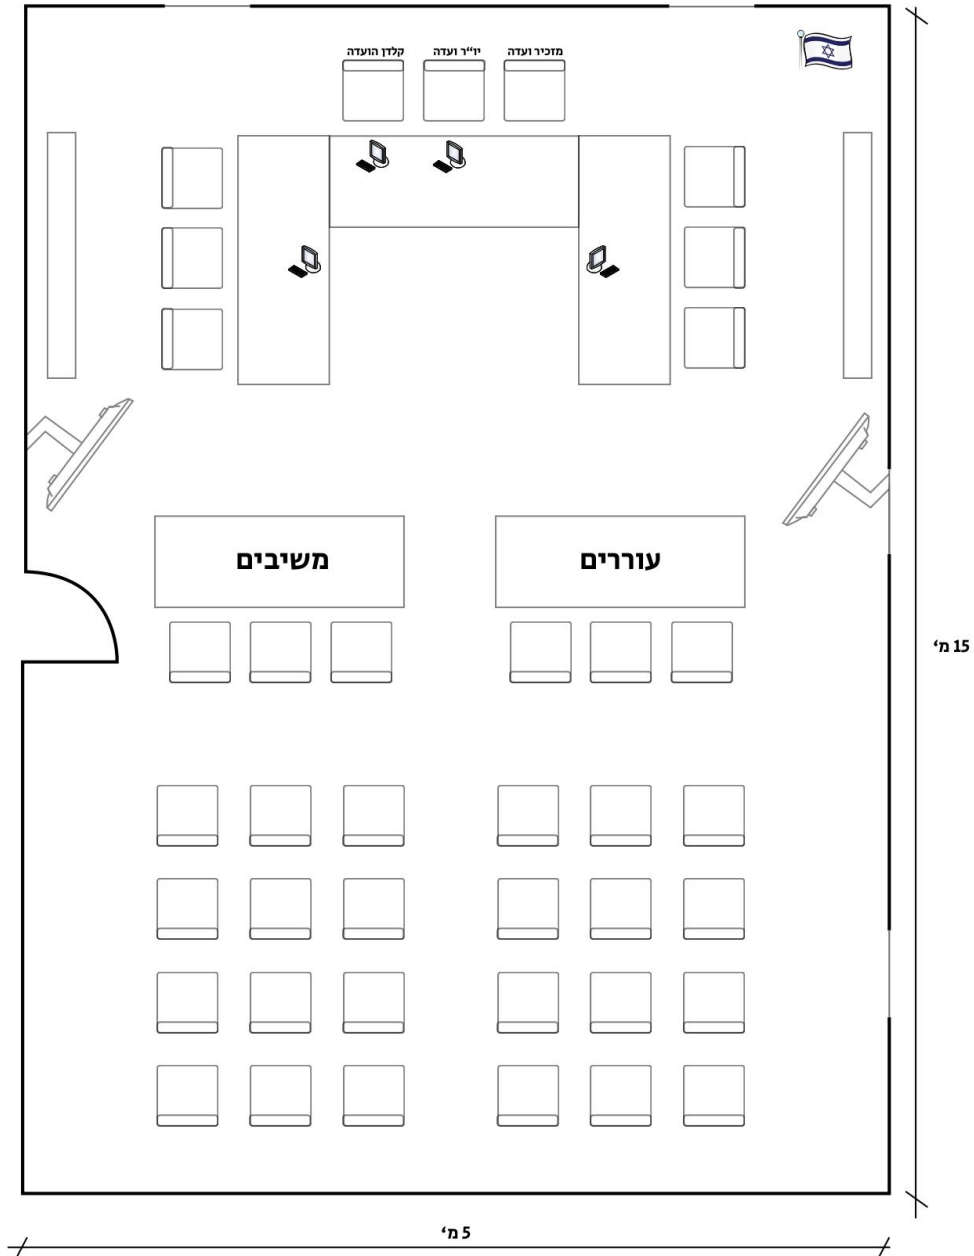 מזכיר ועדה
יו"ר ועדה
קלדן הועדה
עוררים
משיבים
15 מ'
5 מ'